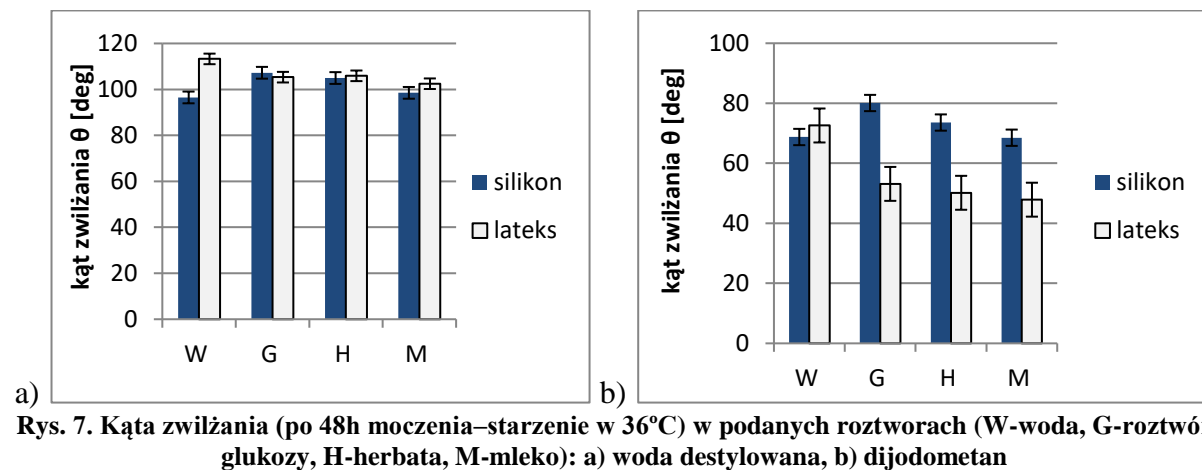 120
100
80
60
40
20
0
kąt zwilżania θ [deg]
W G H M
silikon
lateks
a)
100
80
60
40
20
0
kąt zwilżania θ [deg]
W G H M
silikon
lateks
b)
Rys. 7. Kąta zwilżania (po 48h moczenia–starzenie w 36ºC) w podanych roztworach (W-woda, G-roztwór
glukozy, H-herbata, M-mleko): a) woda destylowana, b) dijodometan